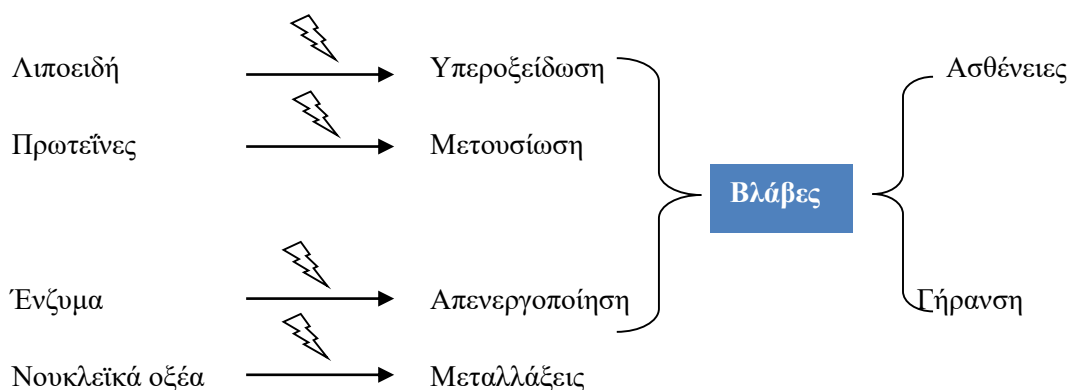 Λιποειδή Υπεροξείδωση Ασθένειες
Πρωτεΐνες Μετουσίωση
Βλάβες
Ένζυμα Απενεργοποίηση Γήρανση
Νουκλεϊκά οξέα Μεταλλάξεις